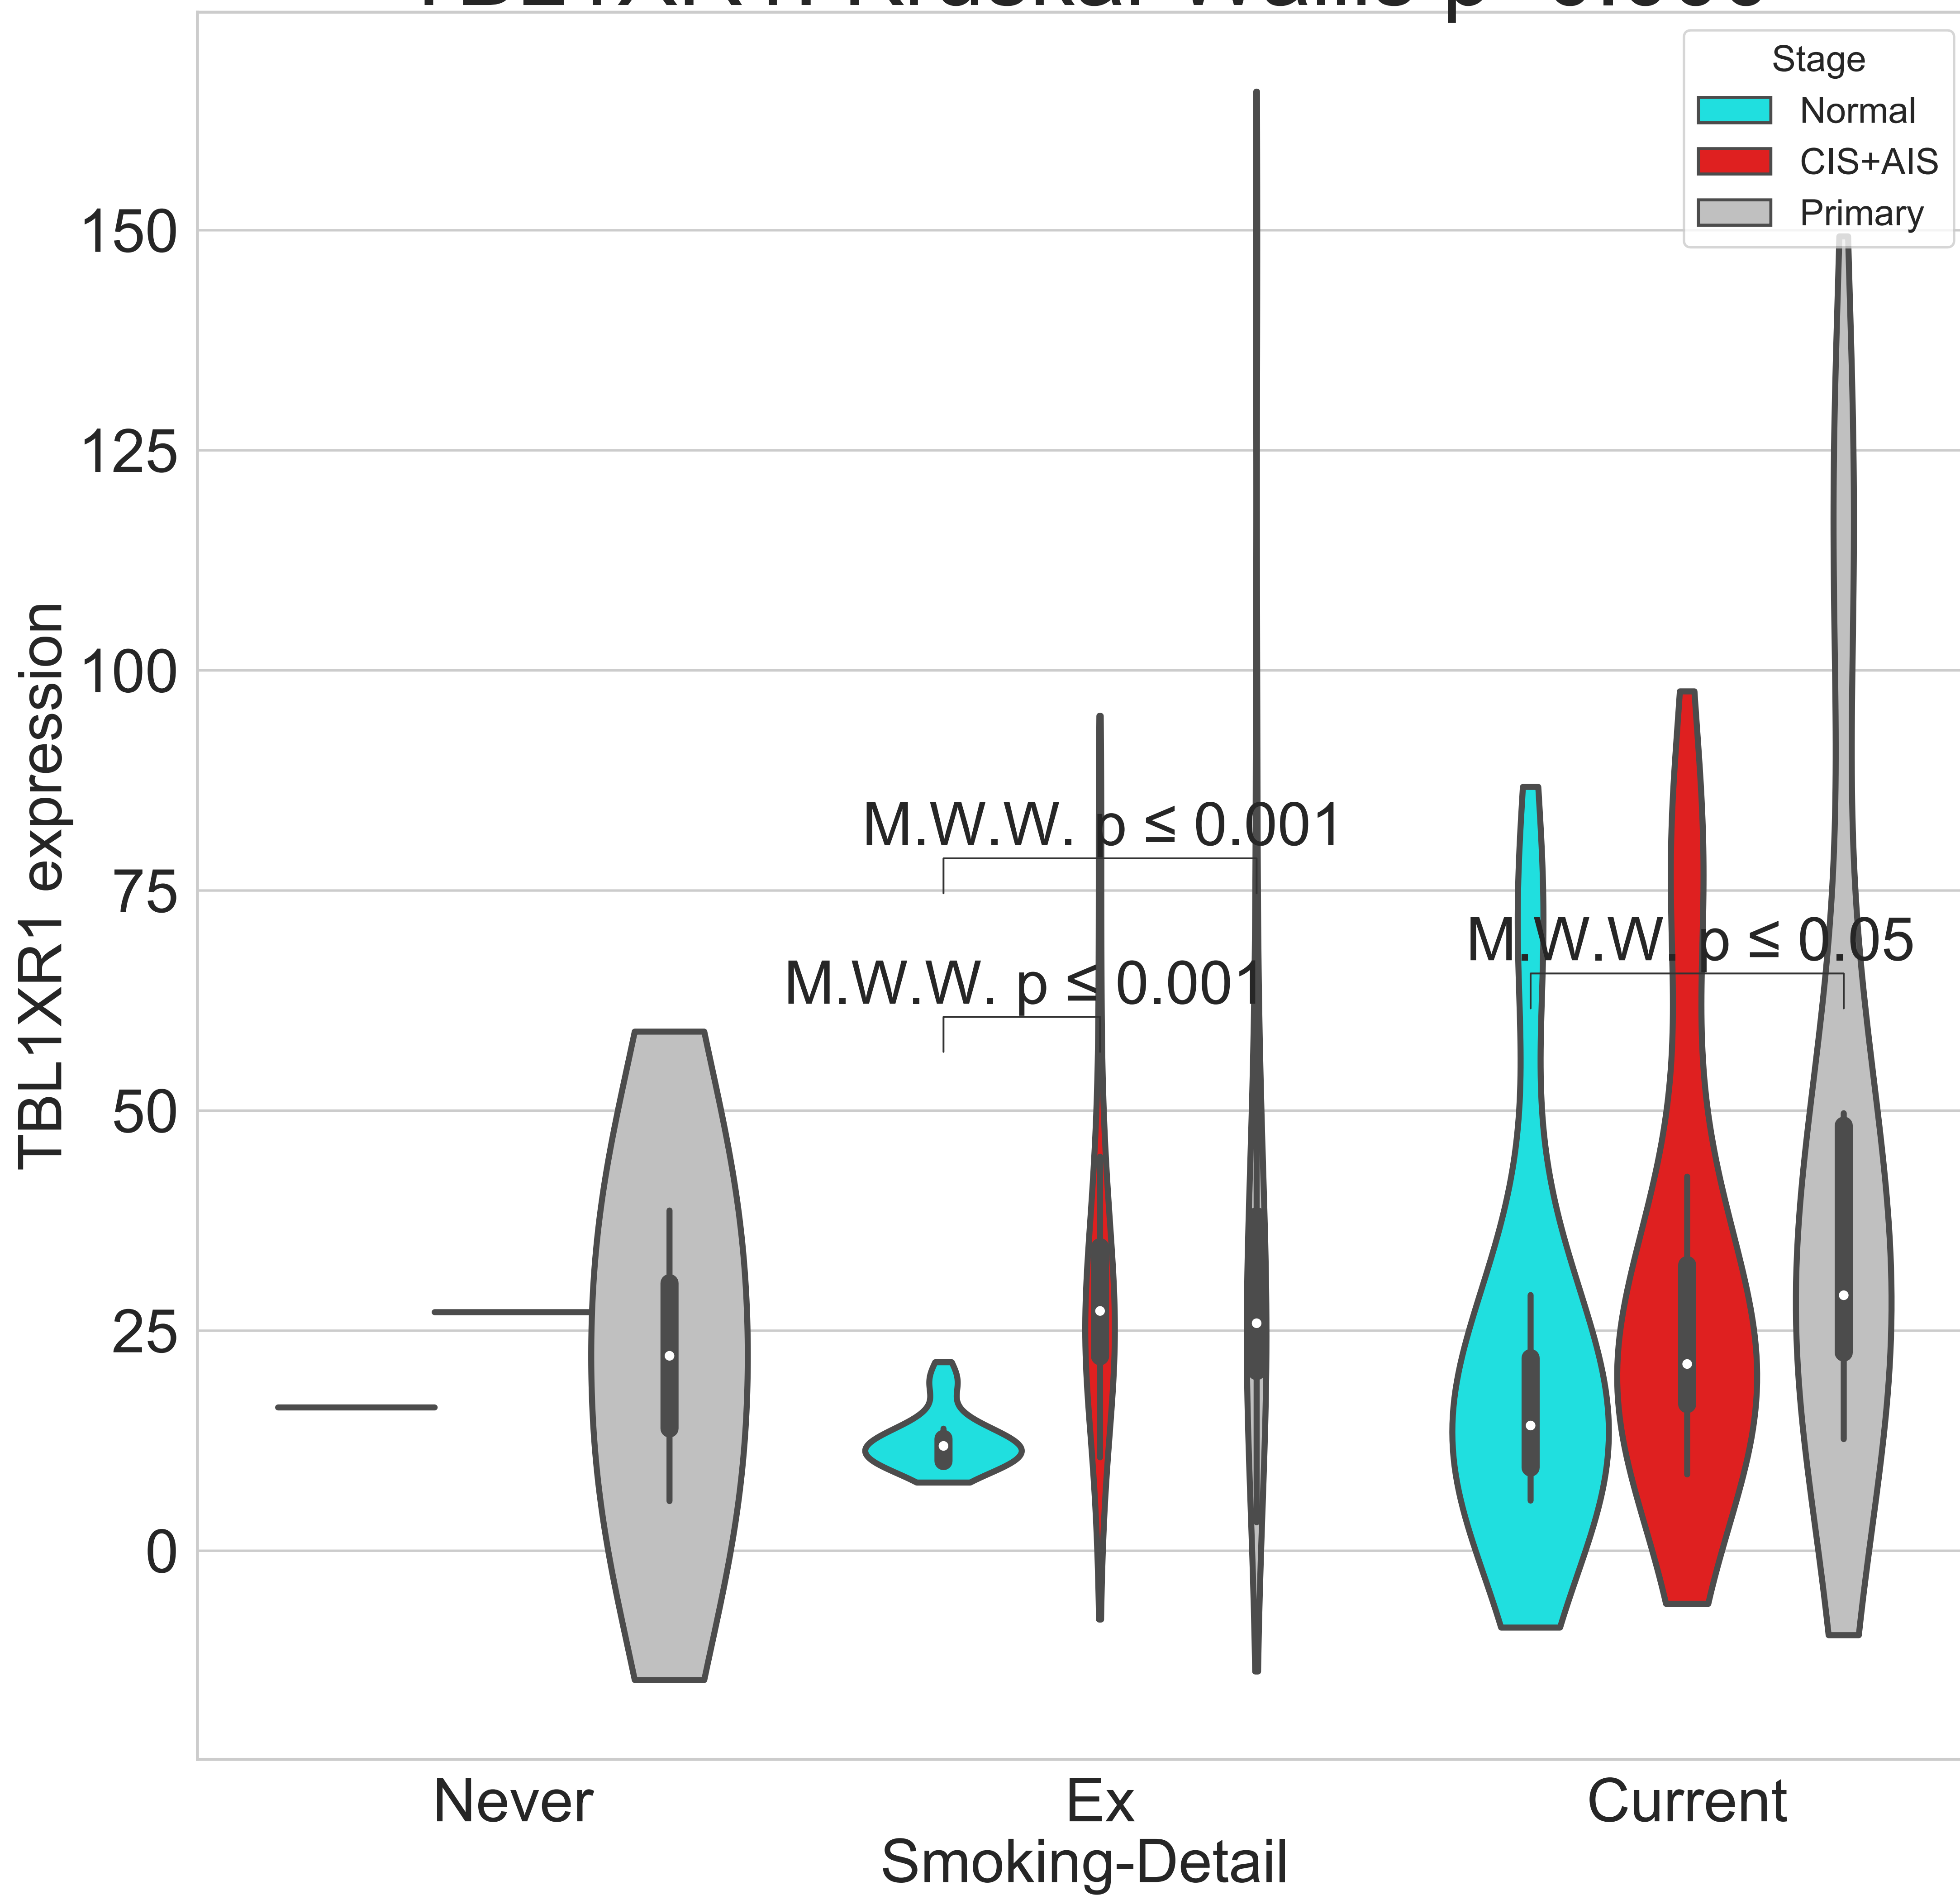 Stage
Normal
CIS+AIS
Primary
150
125
100
75
50
25
0
TBL1XR1 expression
M.W.W. p ≤ 0.001
M.W.W. p ≤ 0.001
M.W.W. p ≤ 0.05
Never
Ex
Current
Smoking-Detail